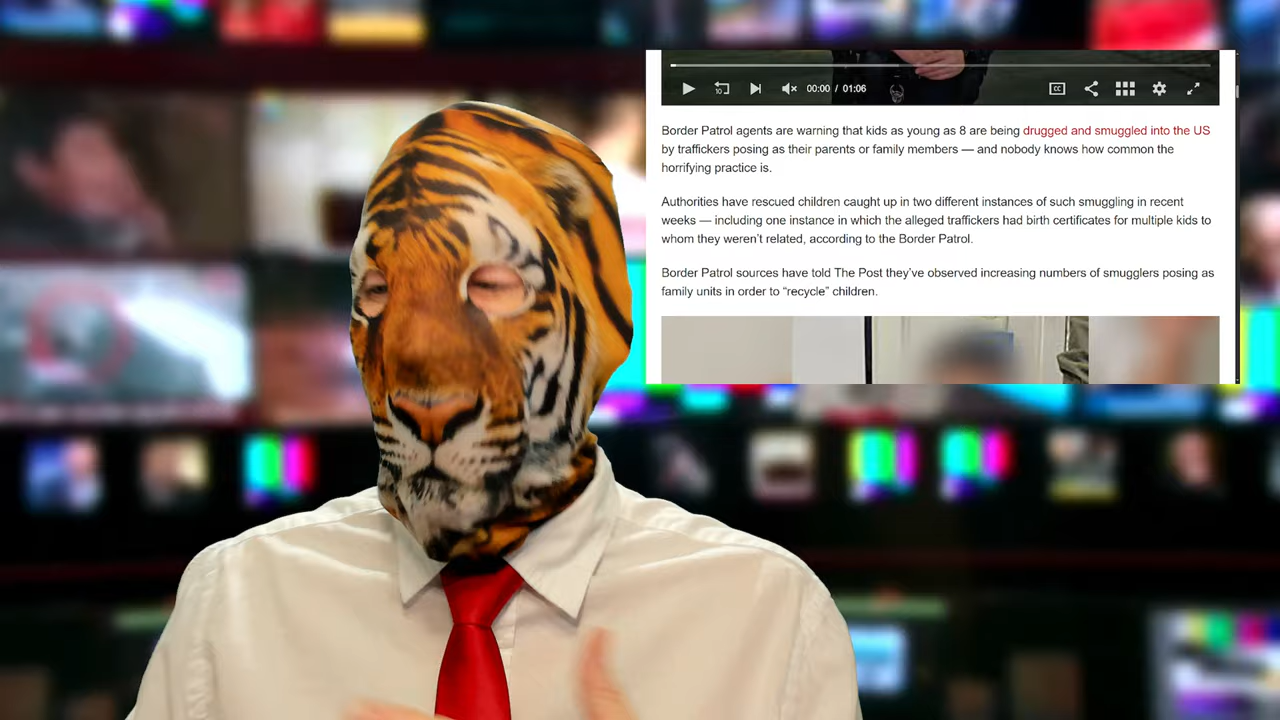 10
00:00 / 01:06
CC
Border Patrol agents are warning that kids as young as 8 are being drugged and smuggled into the US
by traffickers posing as their parents or family members — and nobody knows how common the
horrifying practice is.
Authorities have rescued children caught up in two different instances of such smuggling in recent
weeks — including one instance in which the alleged traffickers had birth certificates for multiple kids to
whom they weren’t related, according to the Border Patrol.
Border Patrol sources have told The Post they’ve observed increasing numbers of smugglers posing as
family units in order to “recycle” children.